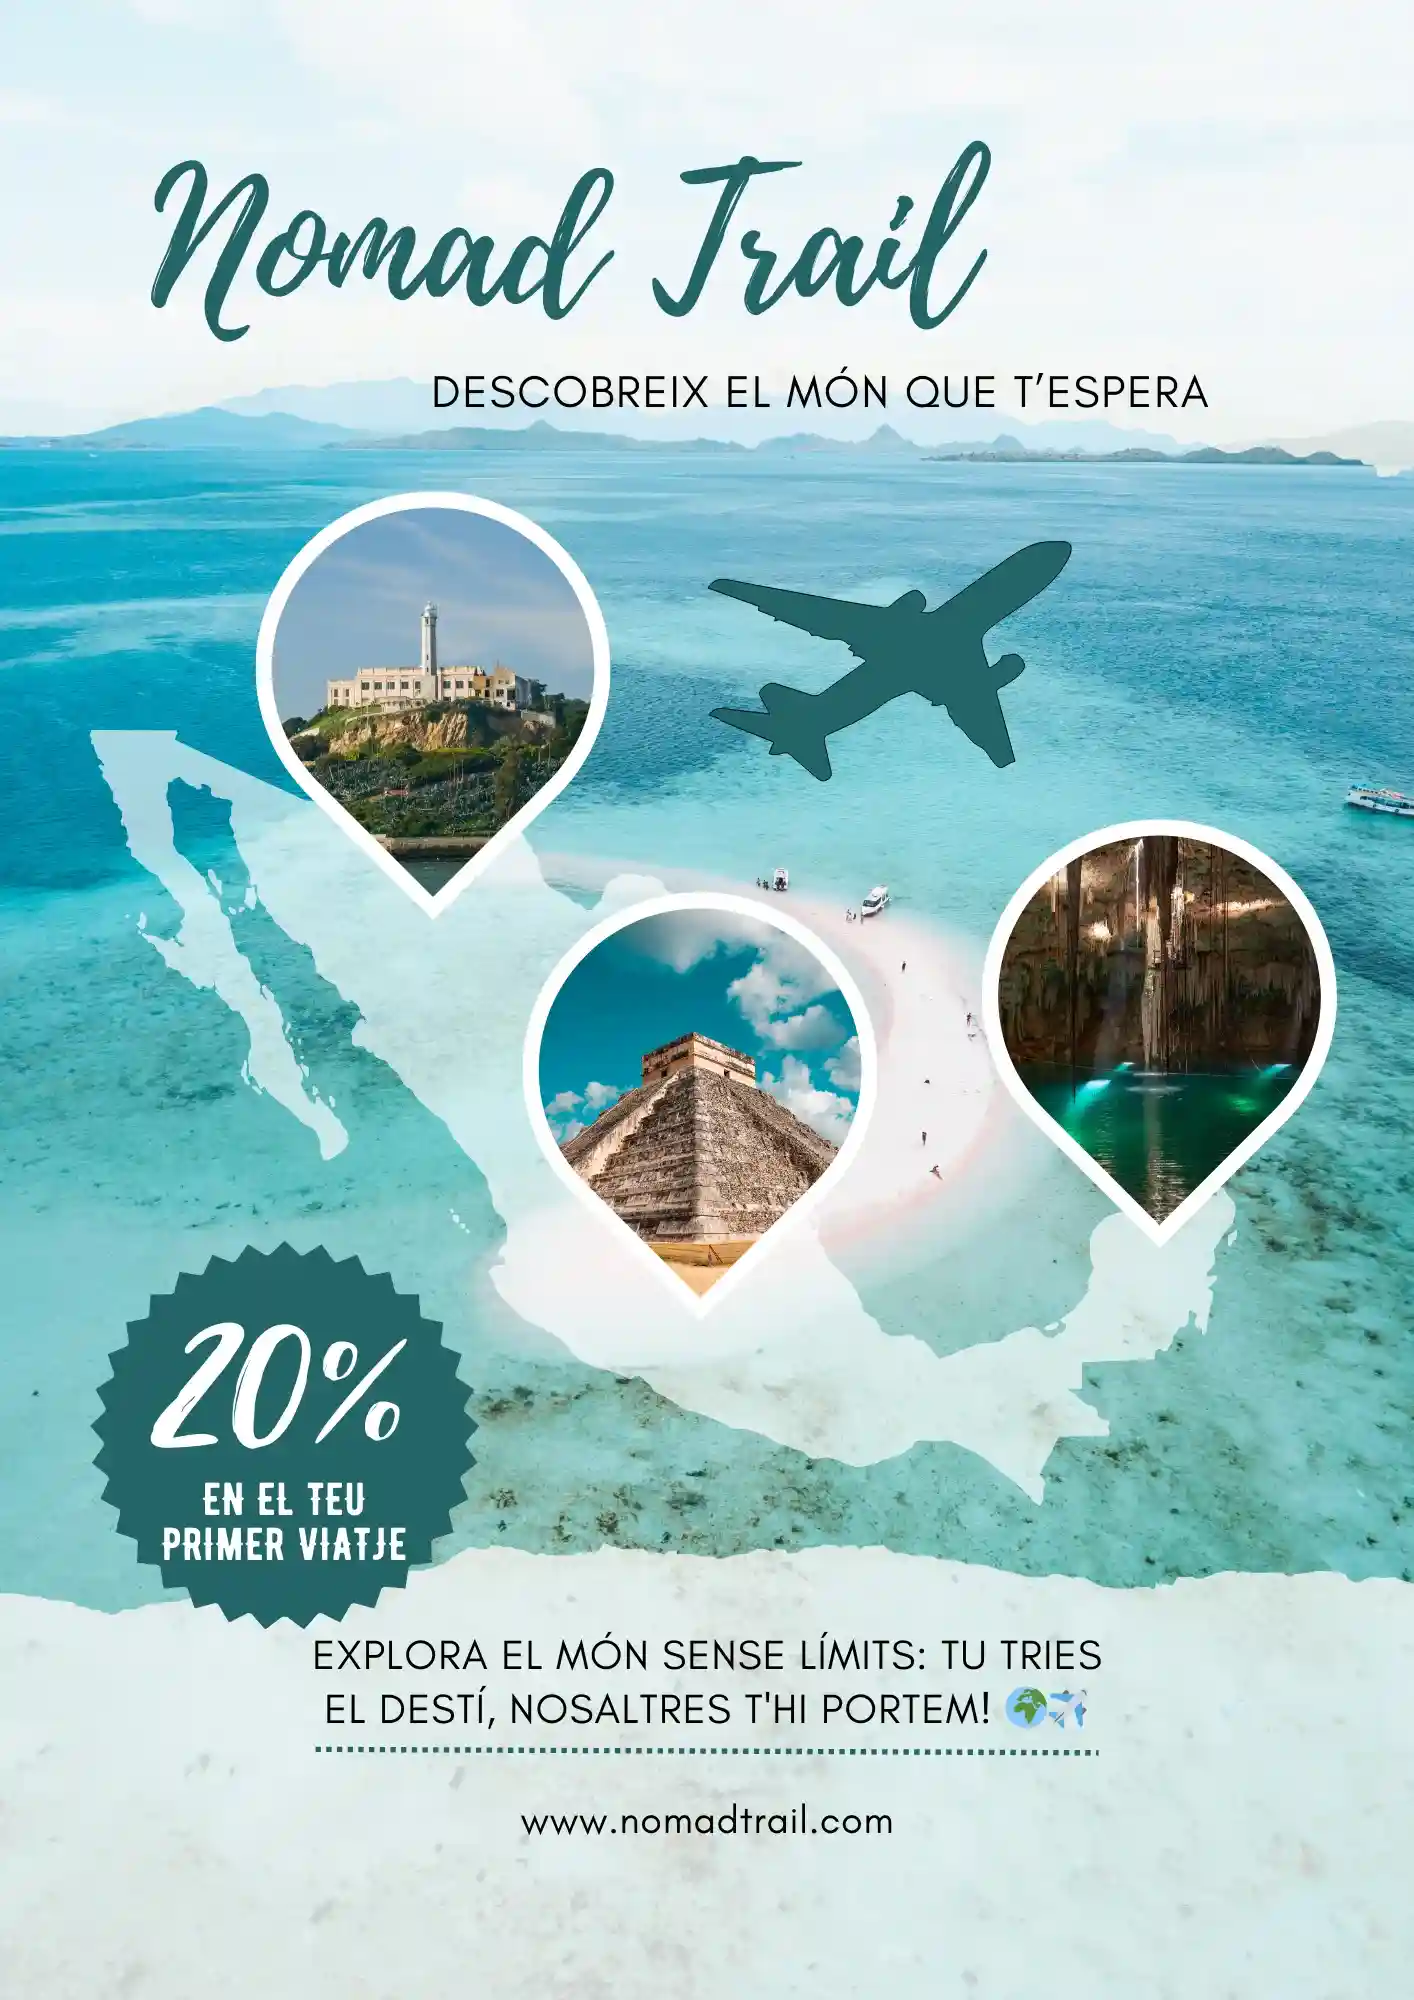 Nomad Trail
DESCOBREIX EL MÓN QUE T’ESPERA
20%
EN EL TEU
PRIMER VIATJE
EXPLORA EL MÓN SENSE LÍMITS: TU TRIES
EL DESTÍ, NOSALTRES T'HI PORTEM! 🌍✈️
www.nomadtrail.com